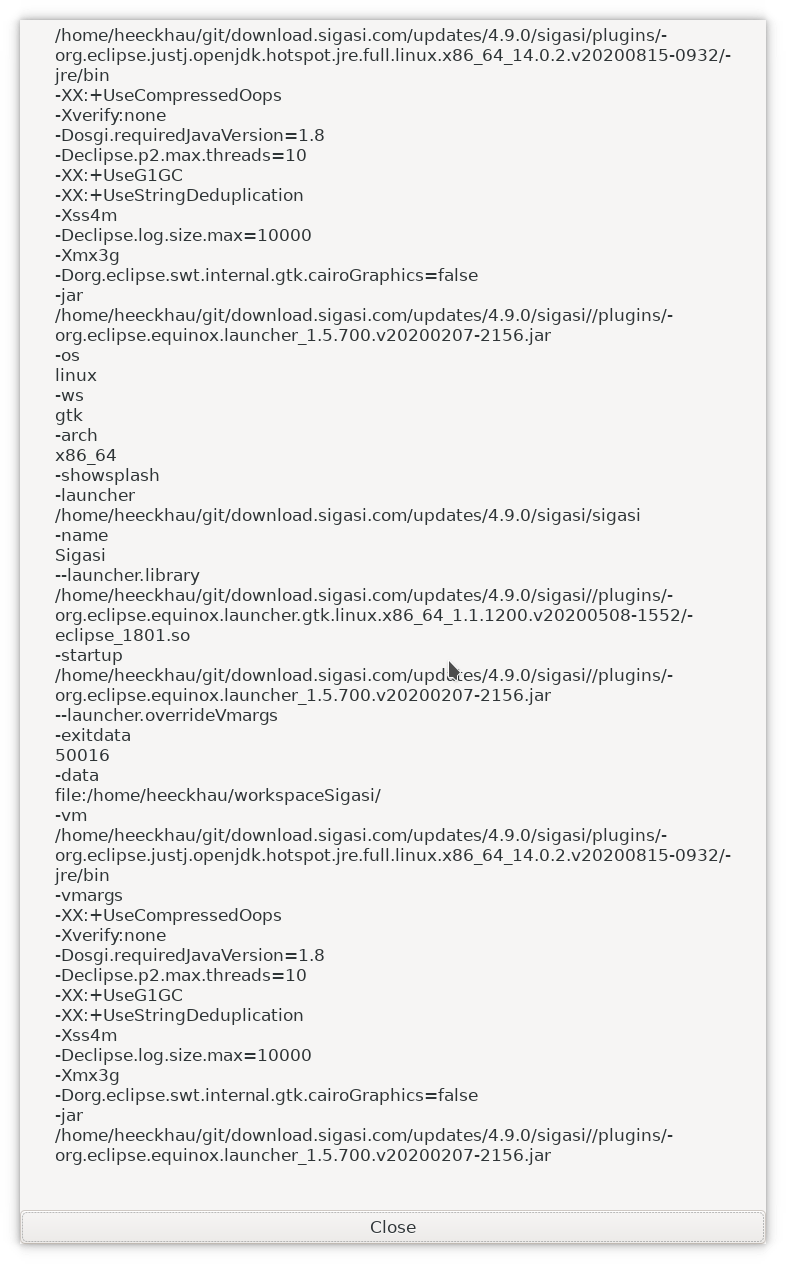 /home/heeckhau/git/download.sigasi.com/updates/4.9.0/sigasi/plugins/-
org.eclipse.justj.openjdk.hotspot.jre.full.linux.x86_64_14.0.2.v20200815-0932/-
jre/bin
-XX:+UseCompressedOops
-Xverify:none
-Dosgi.requiredJavaVersion=1.8
-Declipse.p2.max.threads=10
-XX:+UseG1GC
-XX:+UseStringDeduplication
-Xss4m
-Declipse.log.size.max=10000
-Xmx3g
-Dorg.eclipse.swt.internal.gtk.cairoGraphics=false
-jar
/home/heeckhau/git/download.sigasi.com/updates/4.9.0/sigasi//plugins/-
org.eclipse.equinox.launcher_1.5.700.v20200207-2156.jar
-os
linux
-ws
gtk
-arch
x86_64
-showsplash
-launcher
/home/heeckhau/git/download.sigasi.com/updates/4.9.0/sigasi/sigasi
-name
Sigasi
--launcher.library
/home/heeckhau/git/download.sigasi.com/updates/4.9.0/sigasi//plugins/-
org.eclipse.equinox.launcher.gtk.linux.x86_64_1.1.1200.v20200508-1552/-
eclipse_1801.so
-startup
/home/heeckhau/git/download.sigasi.com/updates/4.9.0/sigasi//plugins/-
org.eclipse.equinox.launcher_1.5.700.v20200207-2156.jar
--launcher.overrideVmargs
-exitdata
50016
-data
file:/home/heeckhau/workspaceSigasi/
-vm
/home/heeckhau/git/download.sigasi.com/updates/4.9.0/sigasi/plugins/-
org.eclipse.justj.openjdk.hotspot.jre.full.linux.x86_64_14.0.2.v20200815-0932/-
jre/bin
-vmargs
-XX:+UseCompressedOops
-Xverify:none
-Dosgi.requiredJavaVersion=1.8
-Declipse.p2.max.threads=10
-XX:+UseG1GC
-XX:+UseStringDeduplication
-Xss4m
-Declipse.log.size.max=10000
-Xmx3g
-Dorg.eclipse.swt.internal.gtk.cairoGraphics=false
-jar
/home/heeckhau/git/download.sigasi.com/updates/4.9.0/sigasi//plugins/-
org.eclipse.equinox.launcher_1.5.700.v20200207-2156.jar
Close